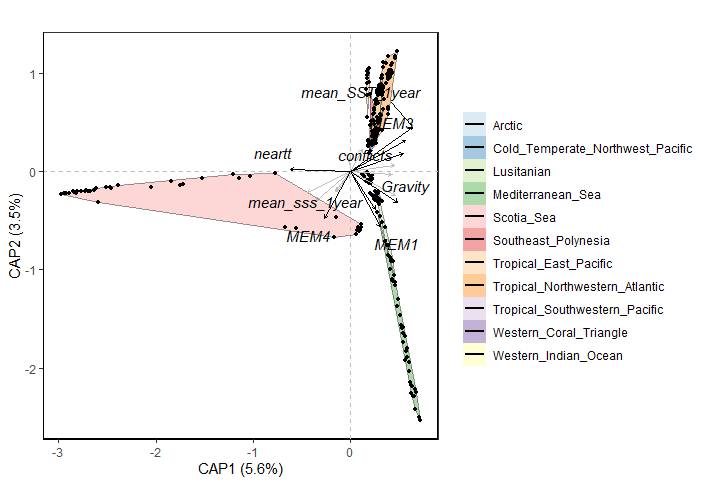 1
mean_SST_1year
MEM3
neartt
conflicts
0
Gravity
mean_sss_1year
MEM4
MEM1
-1
-2
CAP2 (3.5%)
-3
-2
-1
0
CAP1 (5.6%)
Arctic
Cold_Temperate_Northwest_Pacific
Lusitanian
Mediterranean_Sea
Scotia_Sea
Southeast_Polynesia
Tropical_East_Pacific
Tropical_Northwestern_Atlantic
Tropical_Southwestern_Pacific
Western_Coral_Triangle
Western_Indian_Ocean